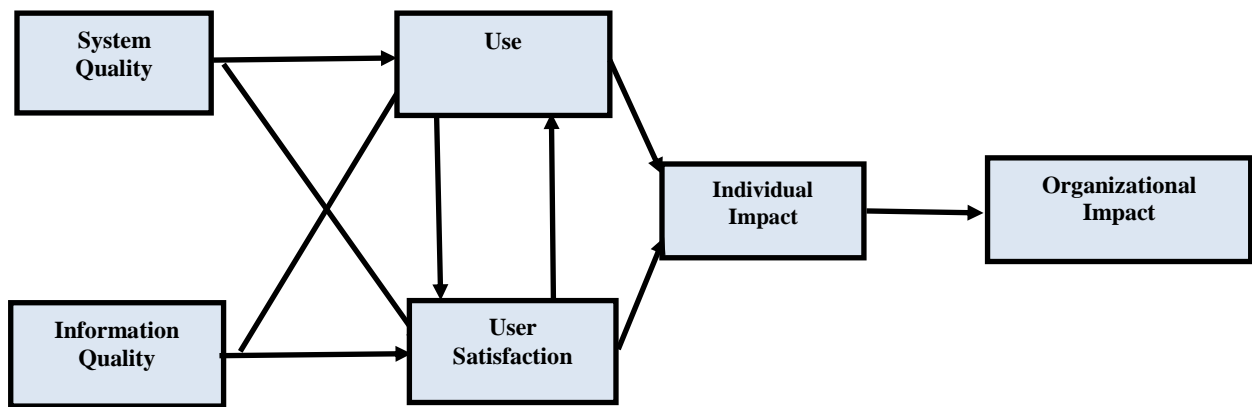 System
Quality
Use
Individual
Impact
Organizational
Impact
Information
Quality
User
Satisfaction